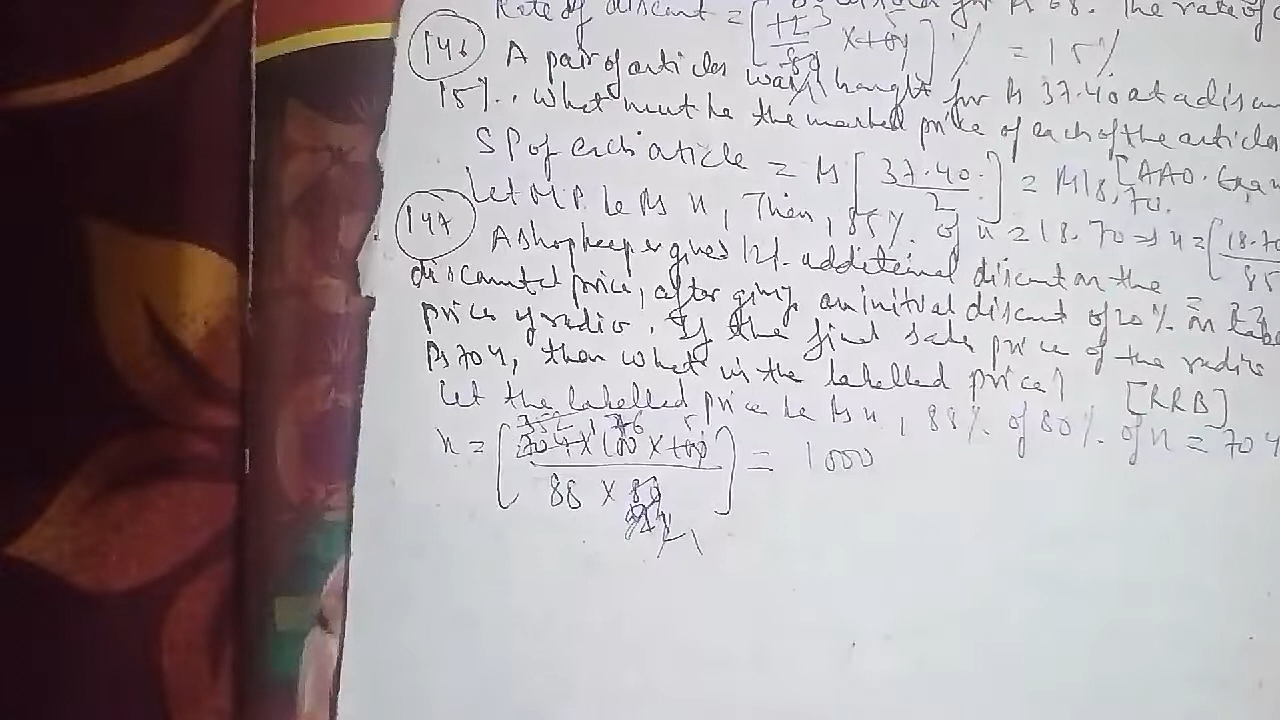 Rate of discount = [12/80 × 100] % = 15%
146 A pair of articles was bought for Rs 37.40 at a discou
15%. What must be the marked price of each of the articles
SP of each article = Rs [37.40/2] = Rs 18.70. [AAO. Exam
Let M.P. be Rs x, Then, 85% of x = 18.70 ⇒ x = [18.70/85
147 A shopkeeper gives 12% additional discount on the
discounted price, after giving an initial discount of 20% on labe
price of radio. If the final sale price of the radio
Rs 704, then what is the labelled price? [RRB]
Let the labelled price be Rs x, 88% of 80% of x = 704
x = [704 × 100 × 100 / 88 × 80] = 1000